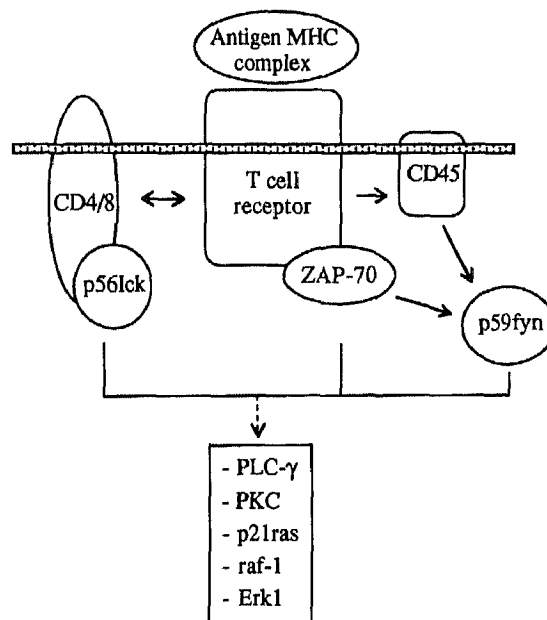 Antigen MHC
complex
CD4/8
T cell
receptor
CD45
p56lck
ZAP-70
p59fyn
- PLC-γ
- PKC
- p21ras
- raf-1
- Erk1